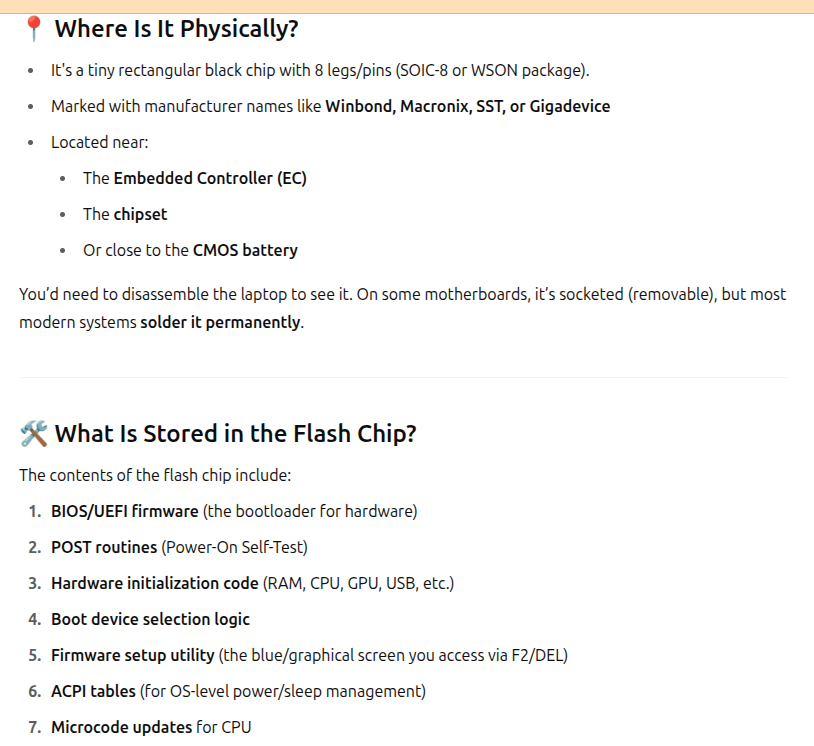 📍 Where Is It Physically?
• It's a tiny rectangular black chip with 8 legs/pins (SOIC-8 or WSON package).
• Marked with manufacturer names like Winbond, Macronix, SST, or Gigadevice
• Located near:
• The Embedded Controller (EC)
• The chipset
• Or close to the CMOS battery
You’d need to disassemble the laptop to see it. On some motherboards, it’s socketed (removable), but most
modern systems solder it permanently.
🛠️ What Is Stored in the Flash Chip?
The contents of the flash chip include:
1. BIOS/UEFI firmware (the bootloader for hardware)
2. POST routines (Power-On Self-Test)
3. Hardware initialization code (RAM, CPU, GPU, USB, etc.)
4. Boot device selection logic
5. Firmware setup utility (the blue/graphical screen you access via F2/DEL)
6. ACPI tables (for OS-level power/sleep management)
7. Microcode updates for CPU